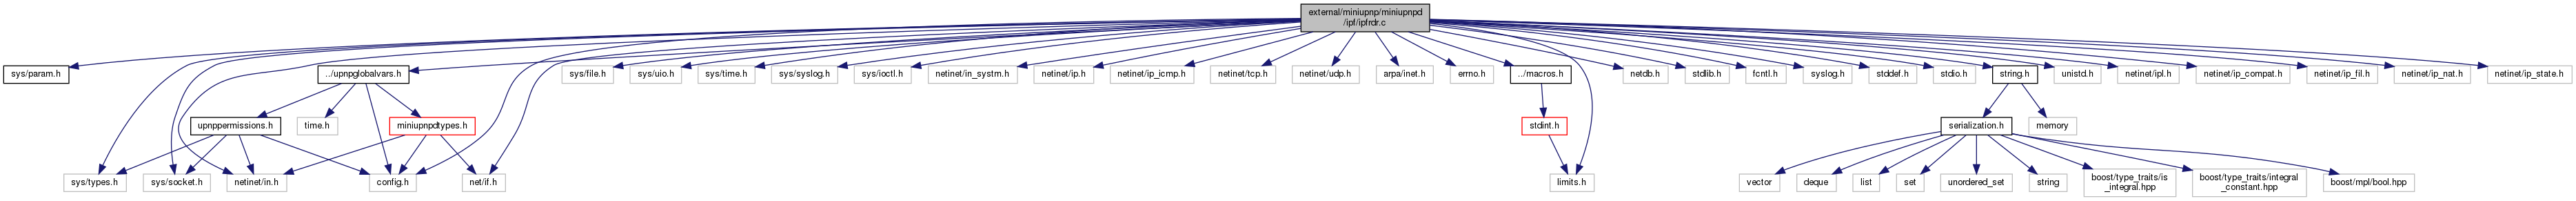 external/miniupnp/miniupnpd
/ipf/ipfrdr.c
sys/param.h
../upnpglobalvars.h
sys/file.h
sys/uio.h
sys/time.h
sys/syslog.h
sys/ioctl.h
netinet/in_systm.h
netinet/ip.h
netinet/ip_icmp.h
netinet/tcp.h
netinet/udp.h
arpa/inet.h
errno.h
../macros.h
netdb.h
stdlib.h
fcntl.h
syslog.h
stddef.h
stdio.h
string.h
unistd.h
netinet/ipl.h
netinet/ip_compat.h
netinet/ip_fil.h
netinet/ip_nat.h
netinet/ip_state.h
upnppermissions.h
time.h
miniupnpdtypes.h
stdint.h
serialization.h
memory
sys/types.h
sys/socket.h
netinet/in.h
config.h
net/if.h
limits.h
vector
deque
list
set
unordered_set
string
boost/type_traits/is
_integral.hpp
boost/type_traits/integral
_constant.hpp
boost/mpl/bool.hpp